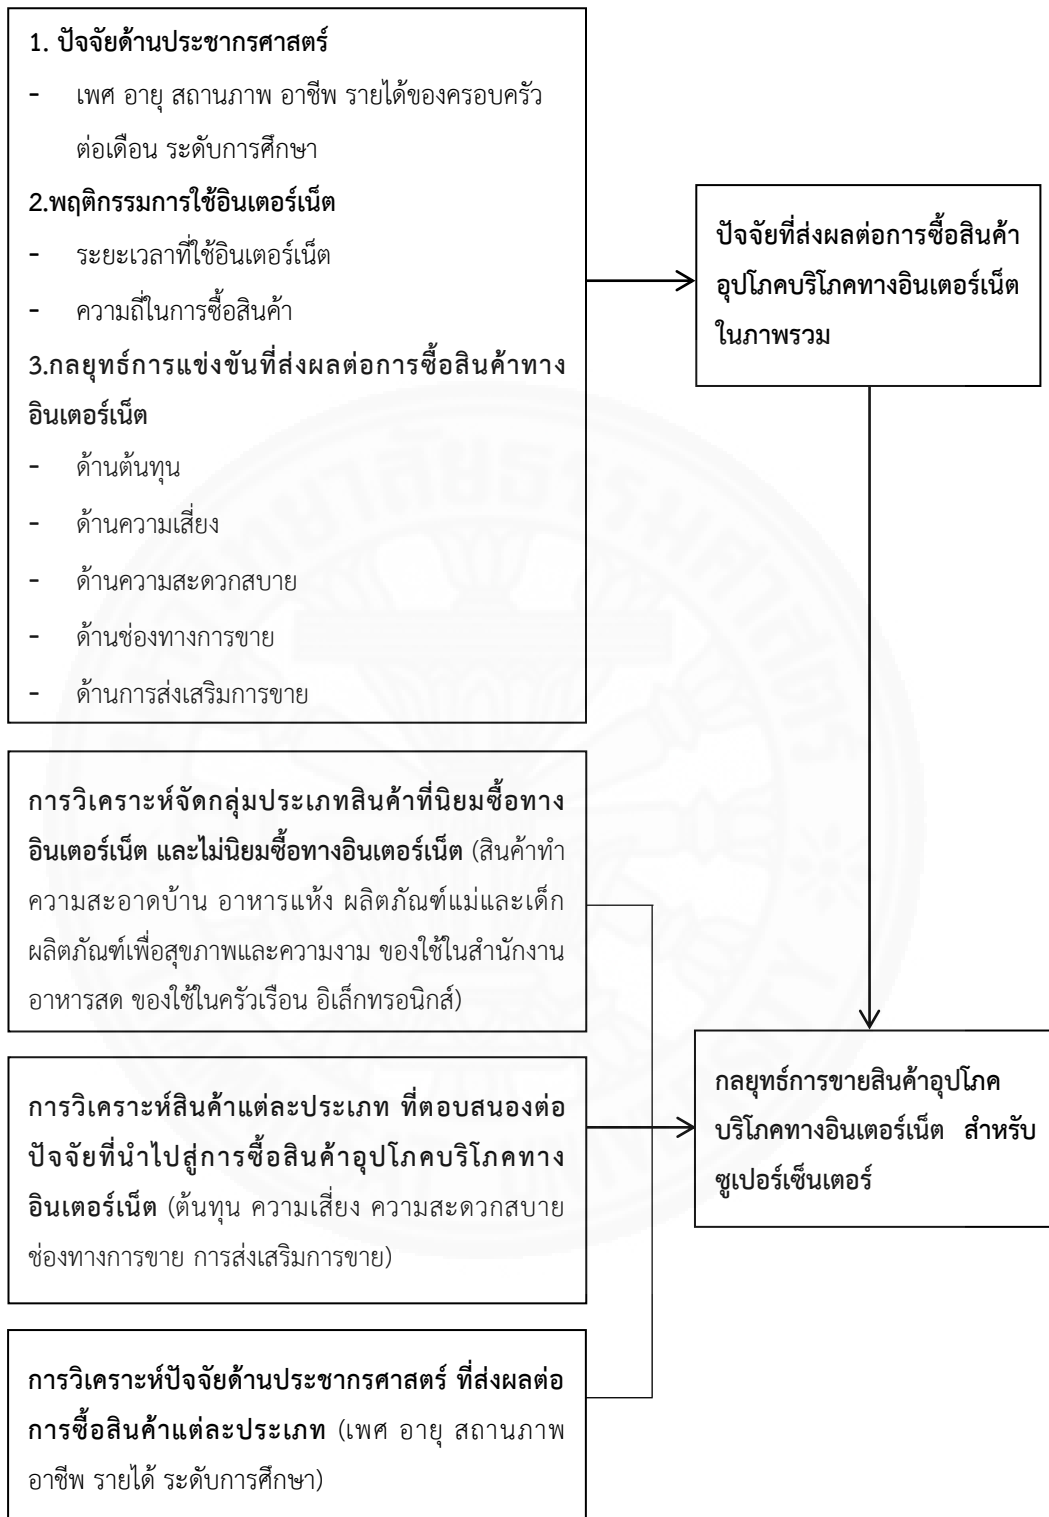 1. ปัจจัยด้านประชากรศาสตร์
- เพศ อายุ สถานภาพ อาชีพ รายได้ของครอบครัว
ต่อเดือน ระดับการศึกษา
2.พฤติกรรมการใช้อินเตอร์เน็ต
- ระยะเวลาที่ใช้อินเตอร์เน็ต
- ความถี่ในการซื้อสินค้า
3.กลยุทธ์การแข่งขันที่ส่งผลต่อการซื้อสินค้าทาง
อินเตอร์เน็ต
- ด้านต้นทุน
- ด้านความเสี่ยง
- ด้านความสะดวกสบาย
- ด้านช่องทางการขาย
- ด้านการส่งเสริมการขาย
ปัจจัยที่ส่งผลต่อการซื้อสินค้า
อุปโภคบริโภคทางอินเตอร์เน็ต
ในภาพรวม
การวิเคราะห์จัดกลุ่มประเภทสินค้าที่นิยมซื้อทาง
อินเตอร์เน็ต และไม่นิยมซื้อทางอินเตอร์เน็ต (สินค้าทำ
ความสะอาดบ้าน อาหารแห้ง ผลิตภัณฑ์แม่และเด็ก
ผลิตภัณฑ์เพื่อสุขภาพและความงาม ของใช้ในสำนักงาน
อาหารสด ของใช้ในครัวเรือน อิเล็กทรอนิกส์)
การวิเคราะห์สินค้าแต่ละประเภท ที่ตอบสนองต่อ
ปัจจัยที่นำไปสู่การซื้อสินค้าอุปโภคบริโภคทาง
อินเตอร์เน็ต (ต้นทุน ความเสี่ยง ความสะดวกสบาย
ช่องทางการขาย การส่งเสริมการขาย)
กลยุทธ์การขายสินค้าอุปโภค
บริโภคทางอินเตอร์เน็ต สำหรับ
ซูเปอร์เซ็นเตอร์
การวิเคราะห์ปัจจัยด้านประชากรศาสตร์ ที่ส่งผลต่อ
การซื้อสินค้าแต่ละประเภท (เพศ อายุ สถานภาพ
อาชีพ รายได้ ระดับการศึกษา)